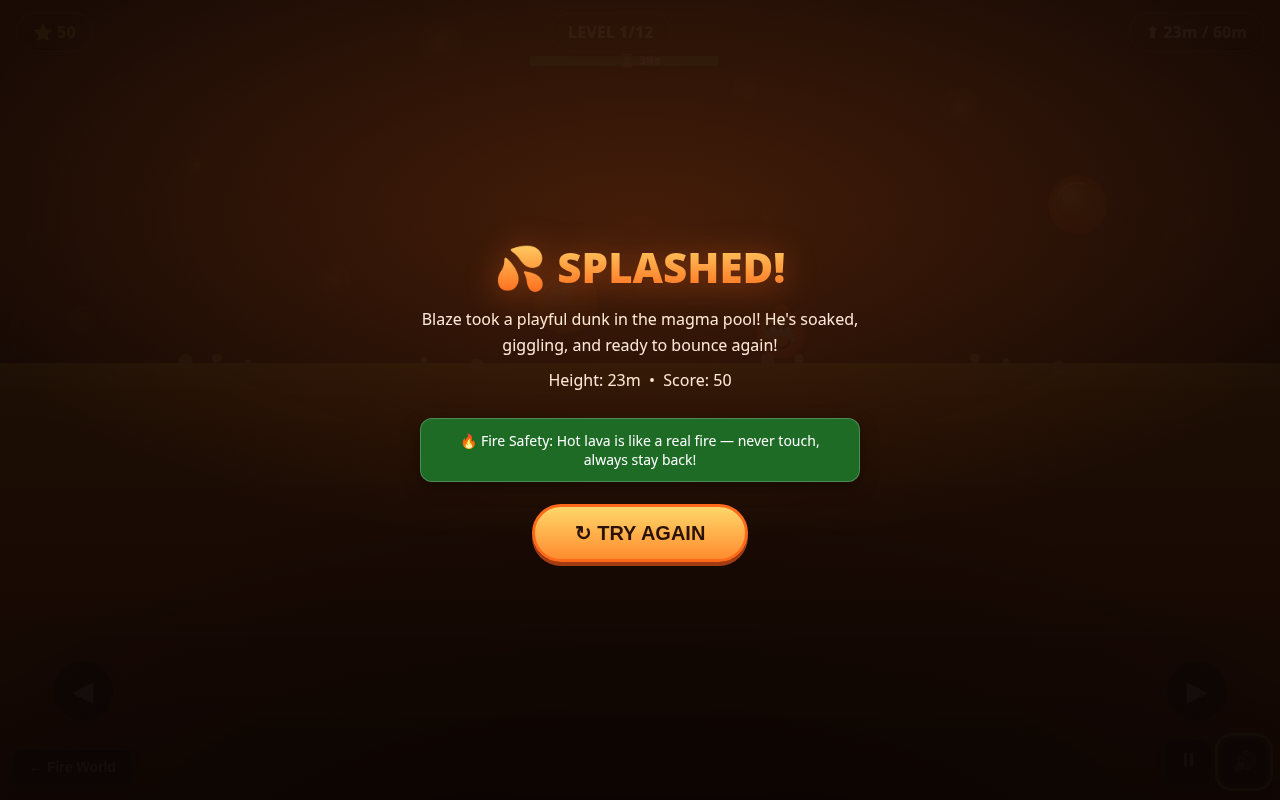 ⭐ 50
LEVEL 1/12
⬆ 23m / 60m
💦 SPLASHED!
Blaze took a playful dunk in the magma pool! He's soaked,
giggling, and ready to bounce again!
Height: 23m • Score: 50
🔥 Fire Safety: Hot lava is like a real fire — never touch,
always stay back!
↻ TRY AGAIN
← Fire World